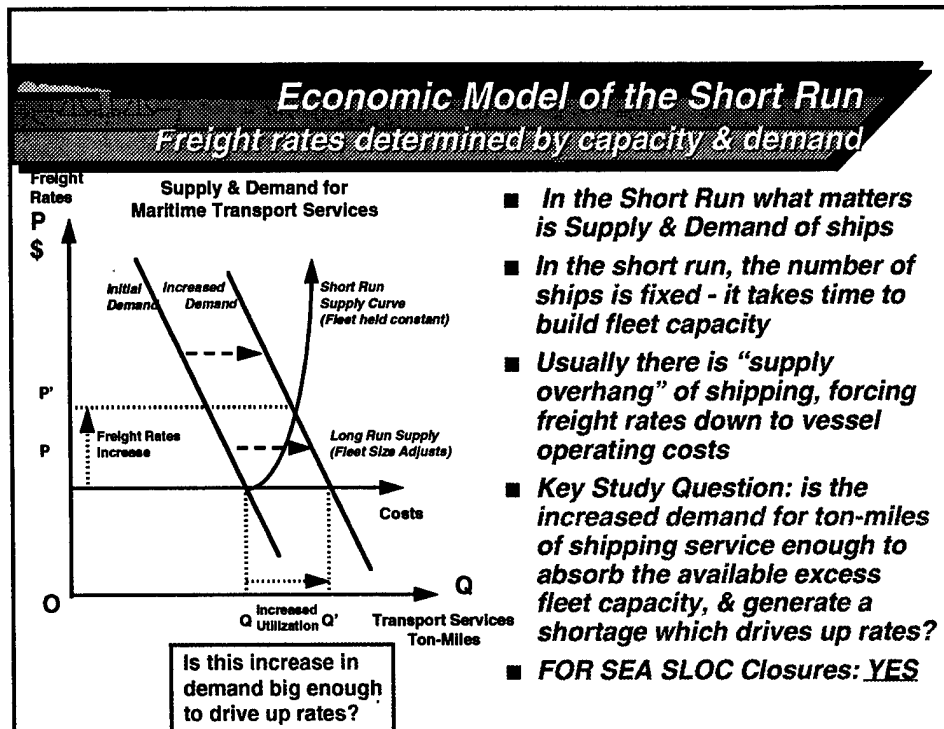 Economic Model of the Short Run
Freight rates determined by capacity & demand
Freight
Rates
P
$
Supply & Demand for
Maritime Transport Services
Initial
Demand
Increased
Demand
Short Run
Supply Curve
(Fleet held constant)
P'
P
Freight Rates
Increase
Long Run Supply
(Fleet Size Adjusts)
Costs
O
Q
Increased
Utilization
Q'
Q
Transport Services
Ton-Miles
Is this increase in
demand big enough
to drive up rates?
■ In the Short Run what matters
is Supply & Demand of ships
■ In the short run, the number of
ships is fixed - it takes time to
build fleet capacity
■ Usually there is “supply
overhang” of shipping, forcing
freight rates down to vessel
operating costs
■ Key Study Question: is the
increased demand for ton-miles
of shipping service enough to
absorb the available excess
fleet capacity, & generate a
shortage which drives up rates?
■ FOR SEA SLOC Closures: YES